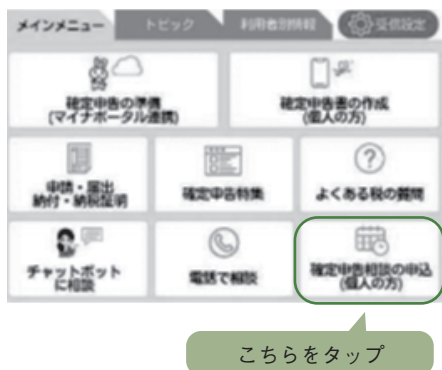 メインメニュー
トピック
利用者別情報
受信設定
確定申告の準備
(マイナポータル連携)
確定申告書の作成
(個人の方)
申請・届出
納付・納税証明
確定申告特集
よくある税の質問
チャットボット
に相談
電話で相談
確定申告相談の申込
(個人の方)
こちらをタップ